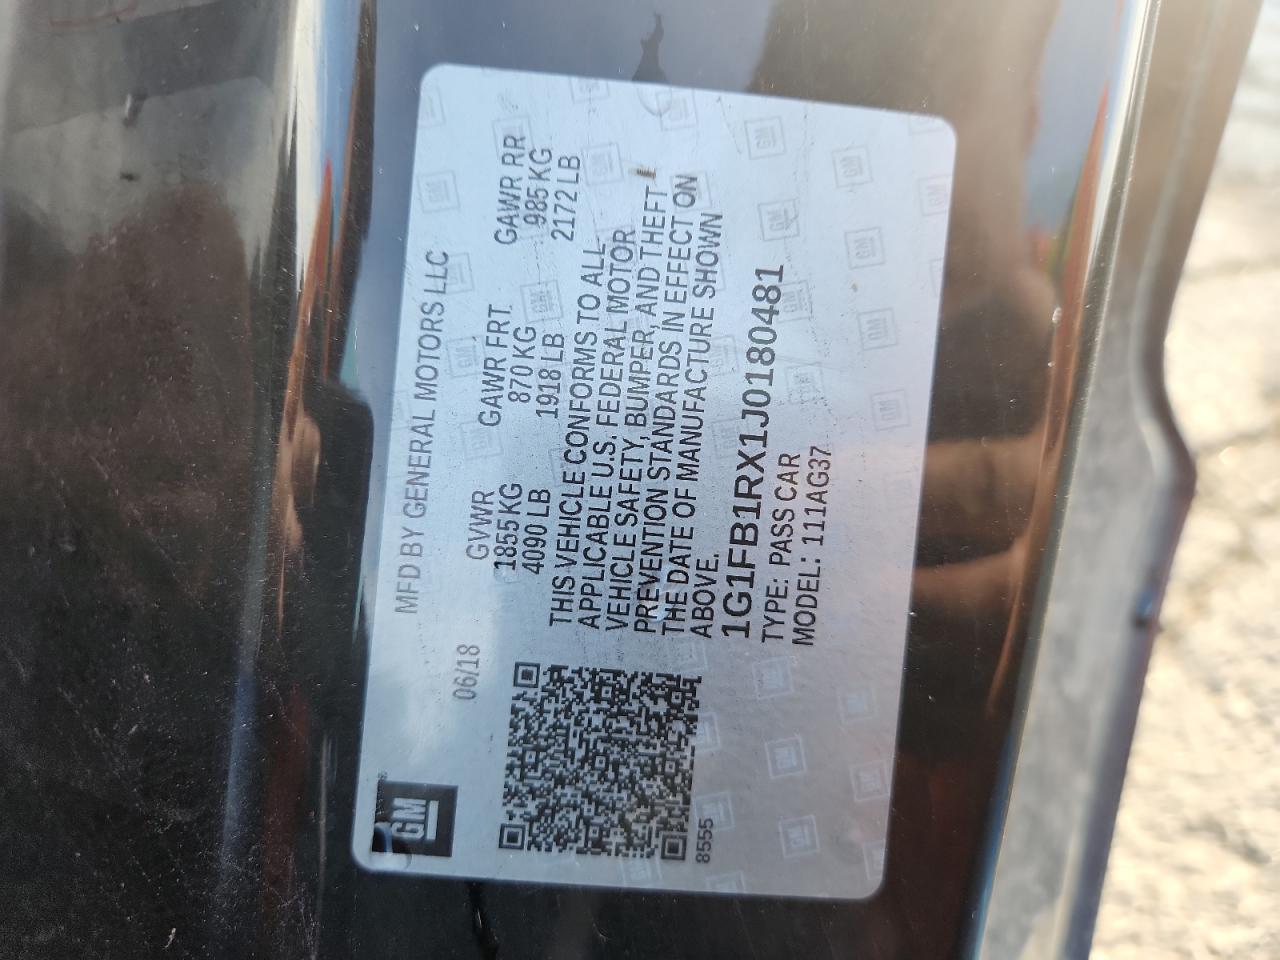 GM
MFD BY GENERAL MOTORS LLC
06/18
GVWR GAWR FRT GAWR RR
1855 KG 870 KG 985 KG
4090 LB 1918 LB 2172 LB
THIS VEHICLE CONFORMS TO ALL
APPLICABLE U.S. FEDERAL MOTOR
VEHICLE SAFETY, BUMPER, AND THEFT
PREVENTION STANDARDS IN EFFECT ON
THE DATE OF MANUFACTURE SHOWN
ABOVE.
1G1FB1RX1J0180481
TYPE: PASS CAR
MODEL: 111AG37
8555